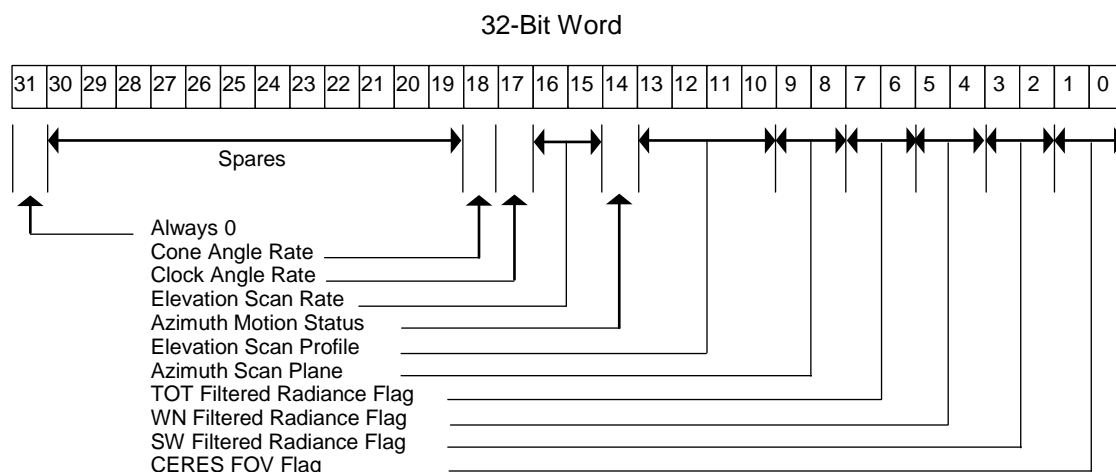 32-Bit Word
31 30 29 28 27 26 25 24 23 22 21 20 19 18 17 16 15 14 13 12 11 10 9 8 7 6 5 4 3 2 1 0
Spares
Always 0
Cone Angle Rate
Clock Angle Rate
Elevation Scan Rate
Azimuth Motion Status
Elevation Scan Profile
Azimuth Scan Plane
TOT Filtered Radiance Flag
WN Filtered Radiance Flag
SW Filtered Radiance Flag
CERES FOV Flag